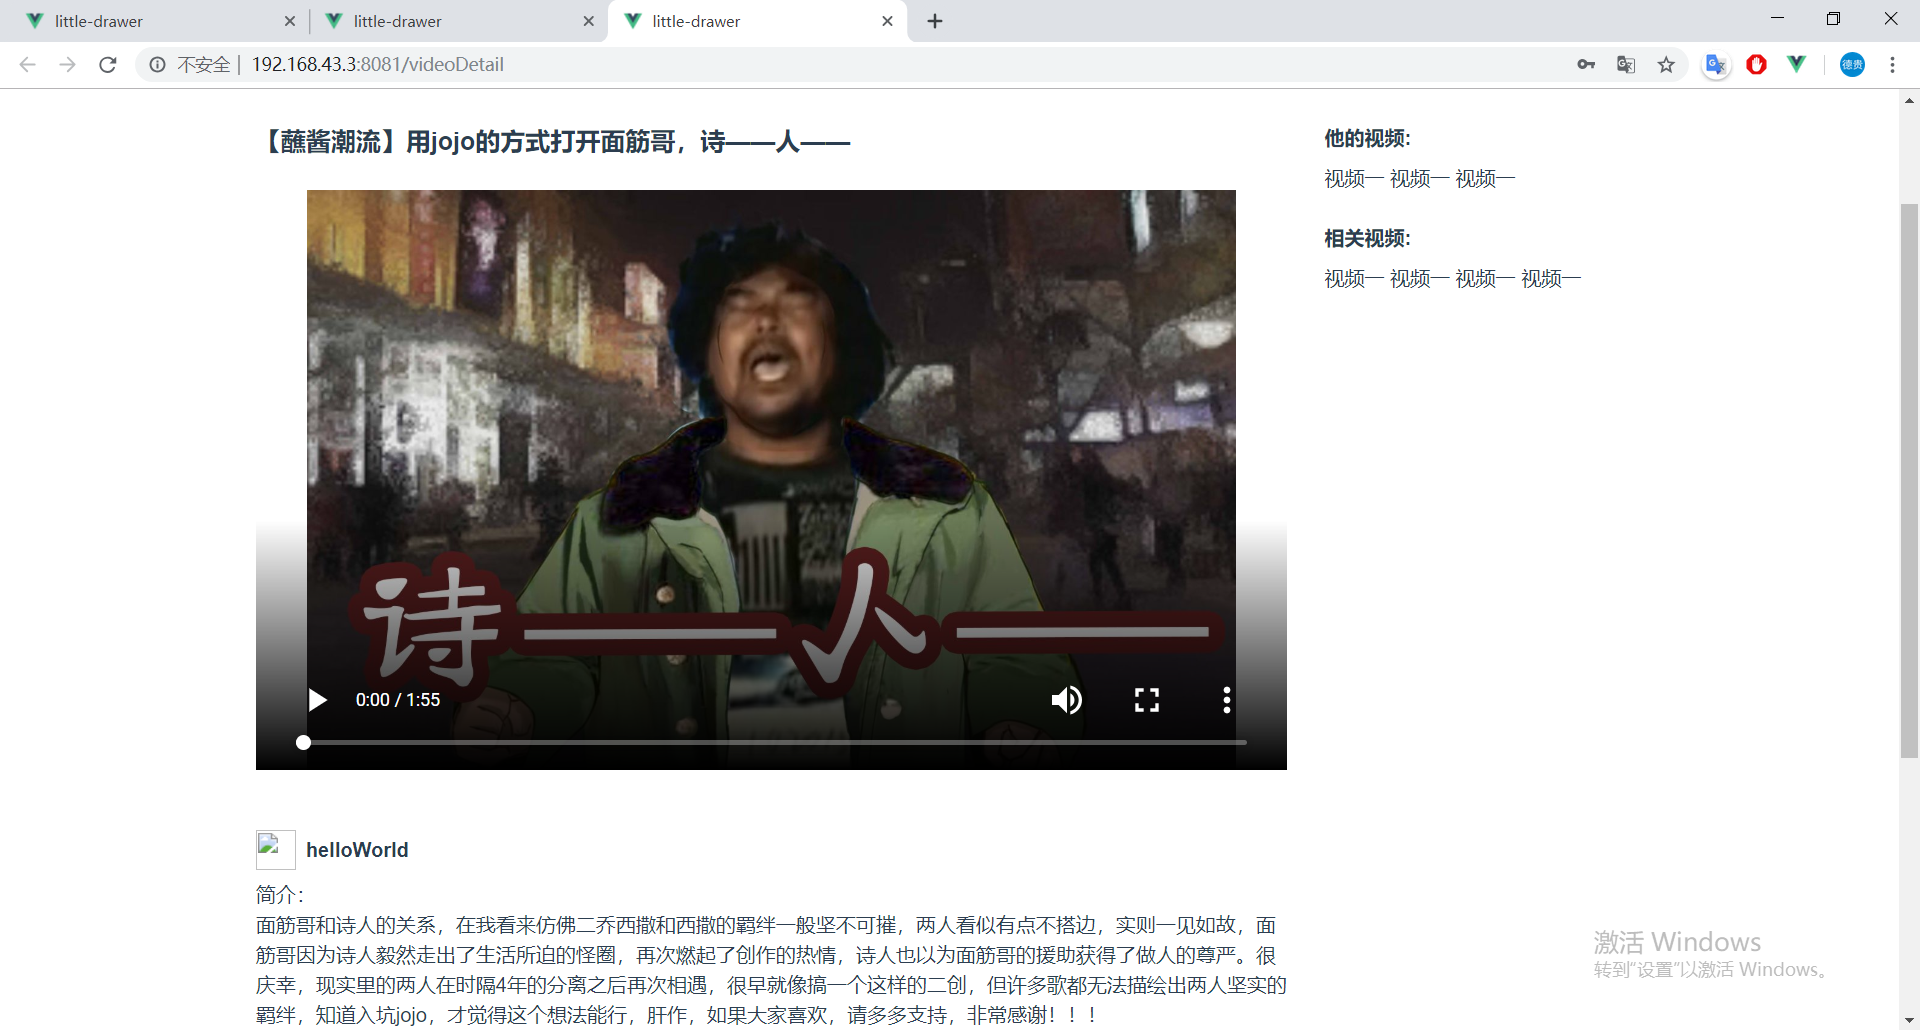 little-drawer
little-drawer
little-drawer
不安全 | 192.168.43.3:8081/videoDetail
德贵
【蘸酱潮流】用jojo的方式打开面筋哥，诗——人——
他的视频:
视频一 视频一 视频一
相关视频:
视频一 视频一 视频一 视频一
诗——人——
0:00 / 1:55
helloWorld
简介：
面筋哥和诗人的关系，在我看来仿佛二乔西撒和西撒的羁绊一般坚不可摧，两人看似有点不搭边，实则一见如故，面
筋哥因为诗人毅然走出了生活所迫的怪圈，再次燃起了创作的热情，诗人也以为面筋哥的援助获得了做人的尊严。很
庆幸，现实里的两人在时隔4年的分离之后再次相遇，很早就像搞一个这样的二创，但许多歌都无法描绘出两人坚实的
羁绊，知道入坑jojo，才觉得这个想法能行，肝作，如果大家喜欢，请多多支持，非常感谢！！！
激活 Windows
转到“设置”以激活 Windows。